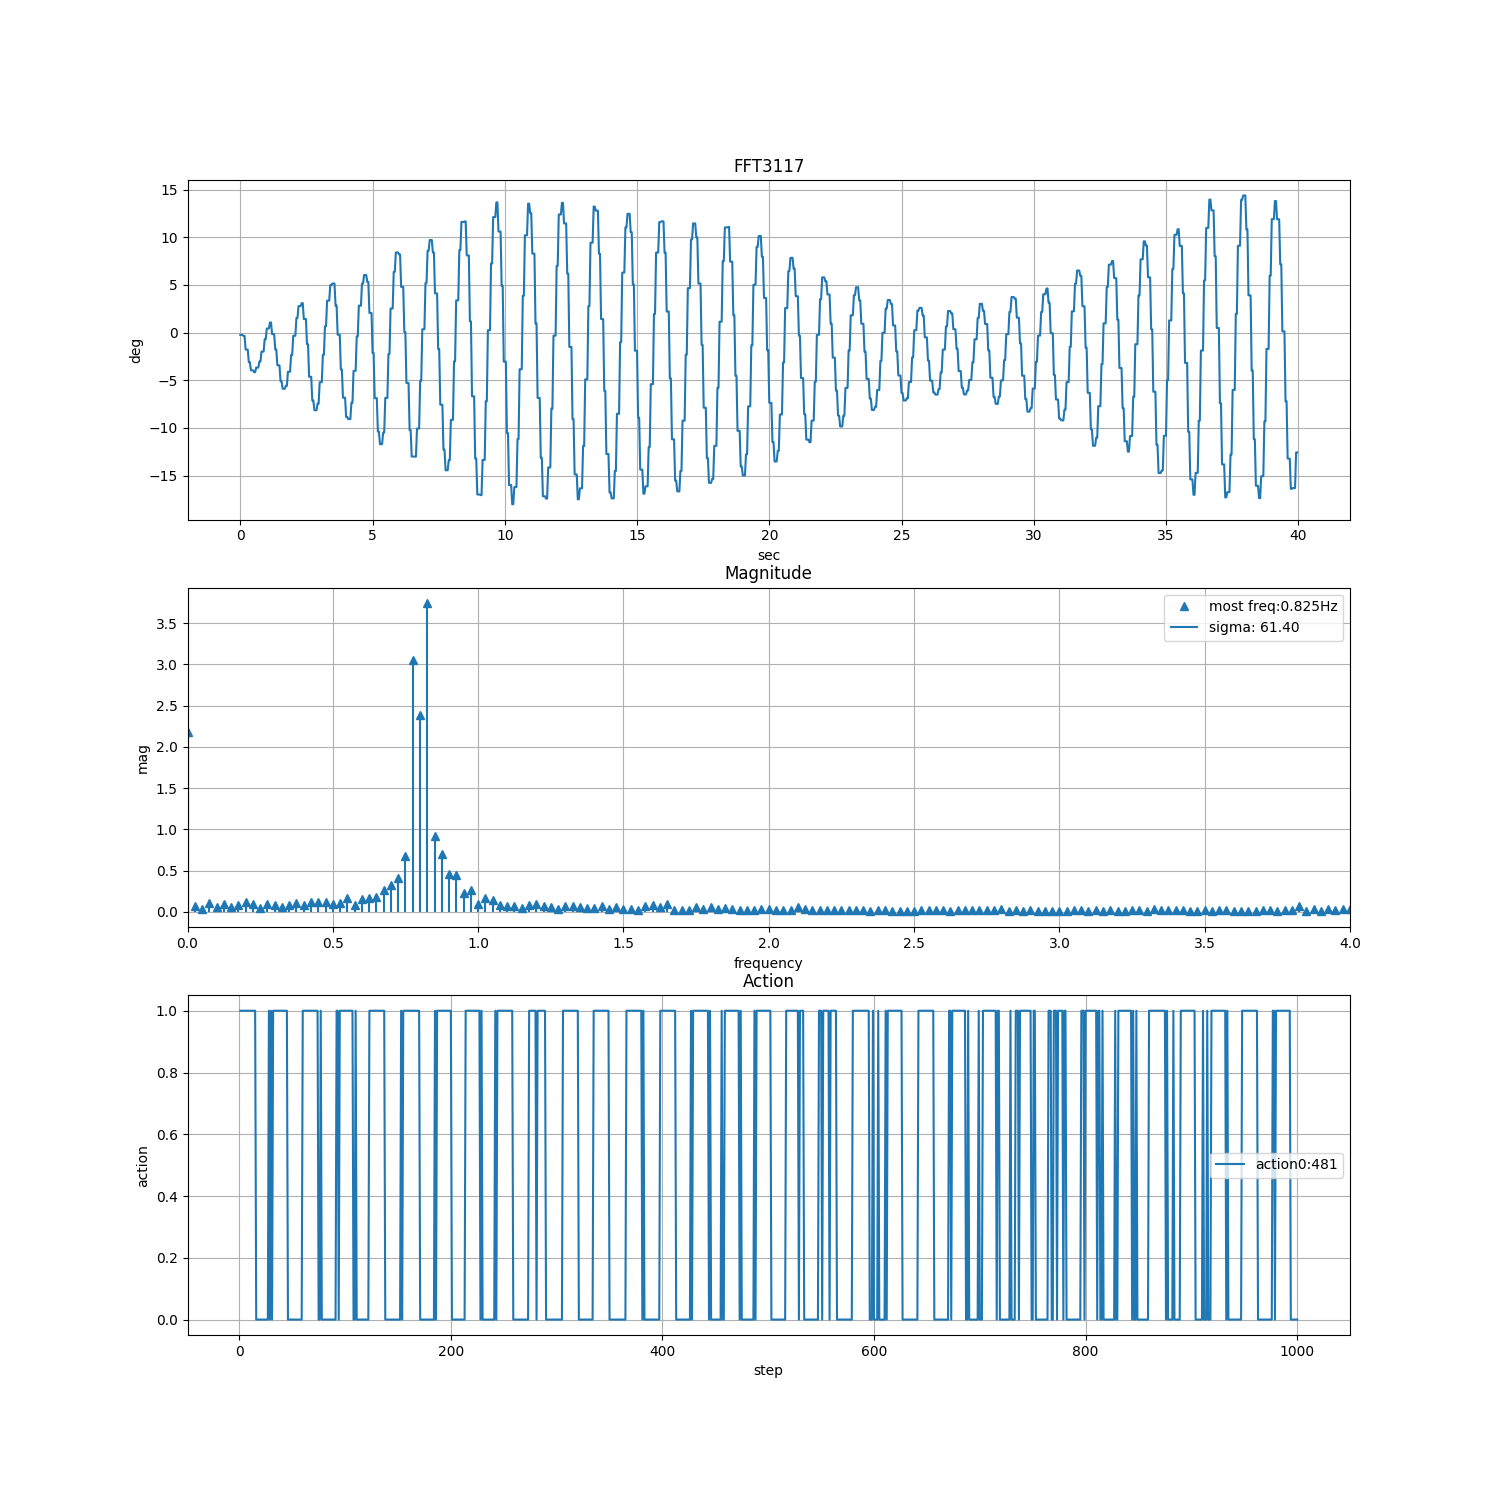 FFT3117
15
10
5
0
−5
−10
−15
deg
0 5 10 15 20 25 30 35 40
sec
Magnitude
most freq:0.825Hz
sigma: 61.40
3.5
3.0
2.5
2.0
1.5
1.0
0.5
0.0
mag
0.0 0.5 1.0 1.5 2.0 2.5 3.0 3.5 4.0
frequency
Action
1.0
0.8
0.6
0.4
0.2
0.0
action
action0:481
0 200 400 600 800 1000
step